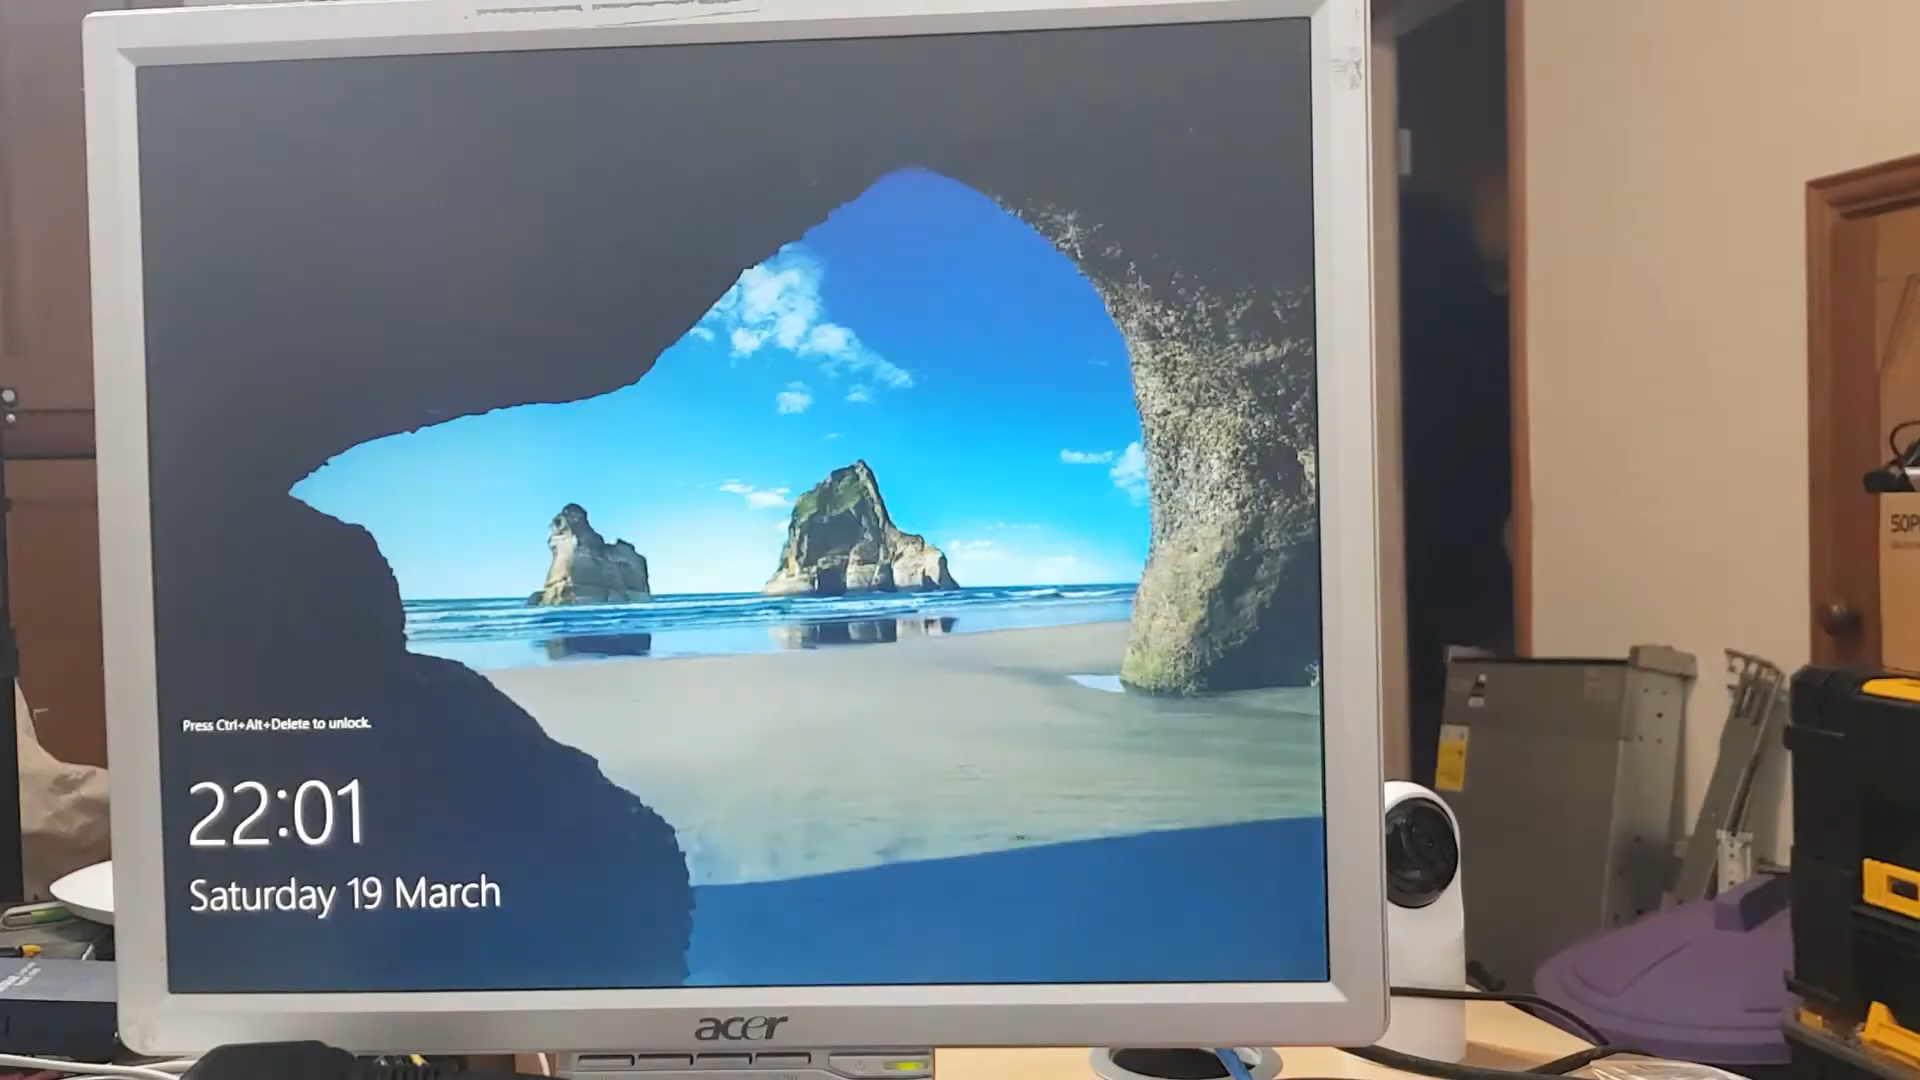 Press Ctrl+Alt+Delete to unlock.
22:01
Saturday 19 March
acer